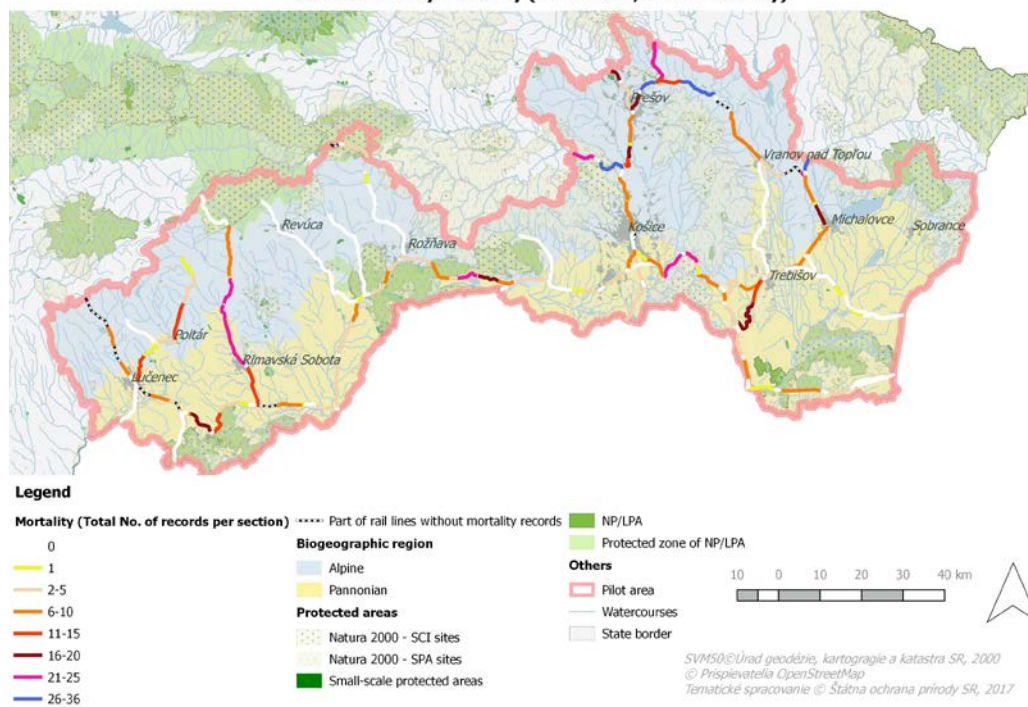 Prešov
Vranov nad Topľou
Michalovce
Sobrance
Košice
Revúca
Rožňava
Trebišov
Poltár
Rimavská Sobota
Lučenec
Legend
Mortality (Total No. of records per section)
0
1
2-5
6-10
11-15
16-20
21-25
26-36
Part of rail lines without mortality records
Biogeographic region
Alpine
Pannonian
Protected areas
Natura 2000 - SCI sites
Natura 2000 - SPA sites
Small-scale protected areas
NP/LPA
Protected zone of NP/LPA
Others
Pilot area
Watercourses
State border
10 0 10 20 30 40 km
SVM50©Úrad geodézie, kartogragie a katastra SR, 2000
© Prispievatelia OpenStreetMap
Tematické spracovanie © Štátna ochrana prírody SR, 2017